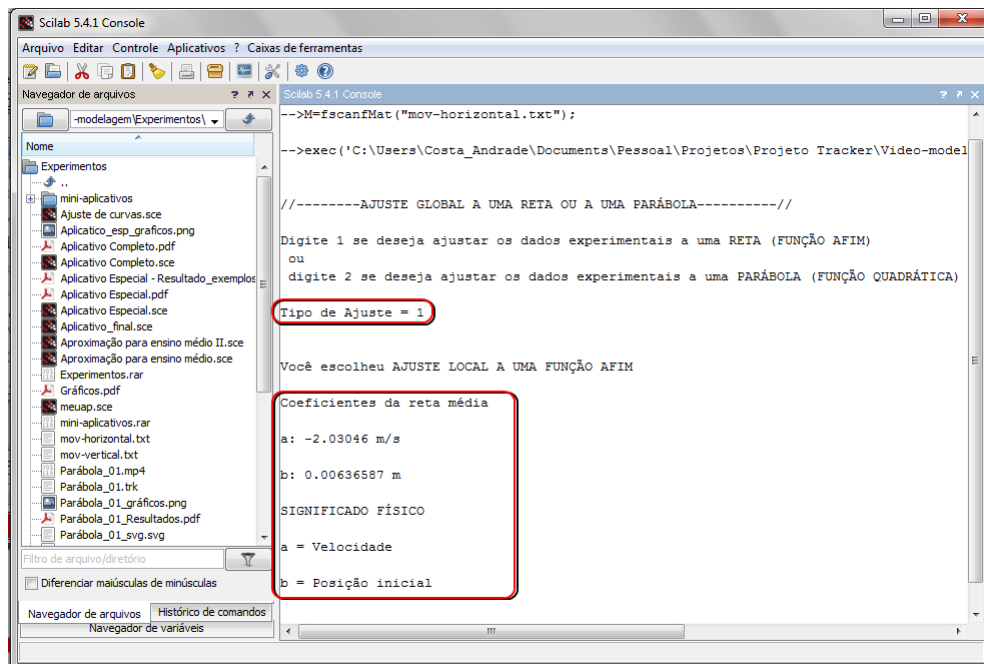 Scilab 5.4.1 Console
Arquivo Editar Controle Aplicativos ? Caixas de ferramentas
Navegador de arquivos
-modelagem\Experimentos\
Nome
Experimentos
..
mini-aplicativos
Ajuste de curvas.sce
Aplicatico_esp_graficos.png
Aplicativo Completo.pdf
Aplicativo Completo.sce
Aplicativo Especial - Resultado_exemplos
Aplicativo Especial.pdf
Aplicativo Especial.sce
Aplicativo_final.sce
Aproximação para ensino médio II.sce
Aproximação para ensino médio.sce
Experimentos.rar
Gráficos.pdf
meuap.sce
mini-aplicativos.rar
mov-horizontal.txt
mov-vertical.txt
Parábola_01.mp4
Parábola_01.trk
Parábola_01_gráficos.png
Parábola_01_Resultados.pdf
Parábola_01_svg.svg
Filtro de arquivo/diretório
Diferenciar maiúsculas de minúsculas
Navegador de arquivos Histórico de comandos
Navegador de variáveis
Scilab 5.4.1 Console
-->M=fscanfMat("mov-horizontal.txt");
-->exec('C:\Users\Costa_Andrade\Documents\Pessoal\Projetos\Projeto Tracker\Video-model
//--------AJUSTE GLOBAL A UMA RETA OU A UMA PARÁBOLA----------//
Digite 1 se deseja ajustar os dados experimentais a uma RETA (FUNÇÃO AFIM)
ou
digite 2 se deseja ajustar os dados experimentais a uma PARÁBOLA (FUNÇÃO QUADRÁTICA)
Tipo de Ajuste = 1
Você escolheu AJUSTE LOCAL A UMA FUNÇÃO AFIM
Coeficientes da reta média
a: -2.03046 m/s
b: 0.00636587 m
SIGNIFICADO FÍSICO
a = Velocidade
b = Posição inicial